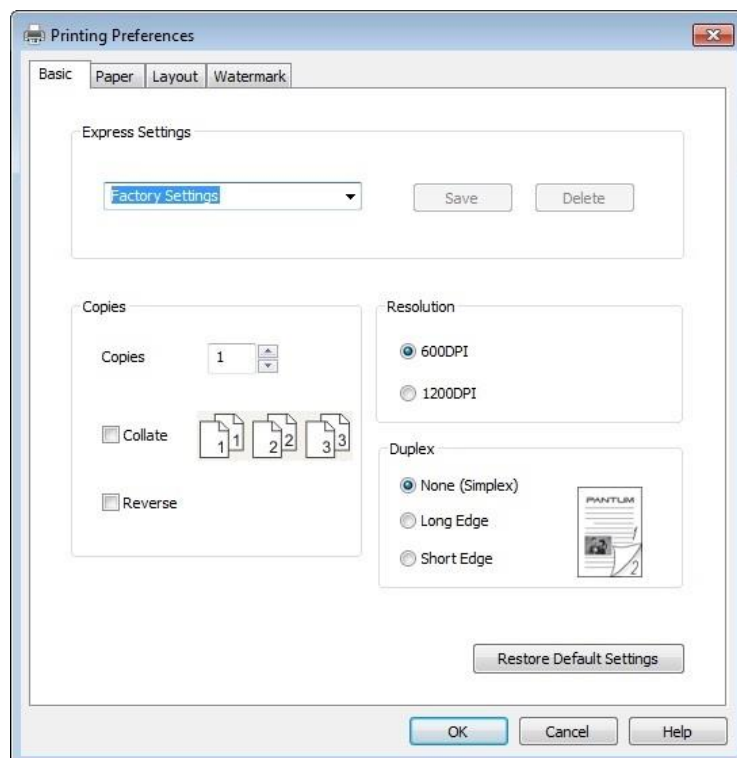 Printing Preferences
Basic Paper Layout Watermark
Express Settings
Factory Settings Save Delete
Copies
Copies 1
Collate 1 1 2 2 3 3
Reverse
Resolution
600DPI
1200DPI
Duplex
None (Simplex)
Long Edge
Short Edge
PANTUM
1
2
Restore Default Settings
OK Cancel Help